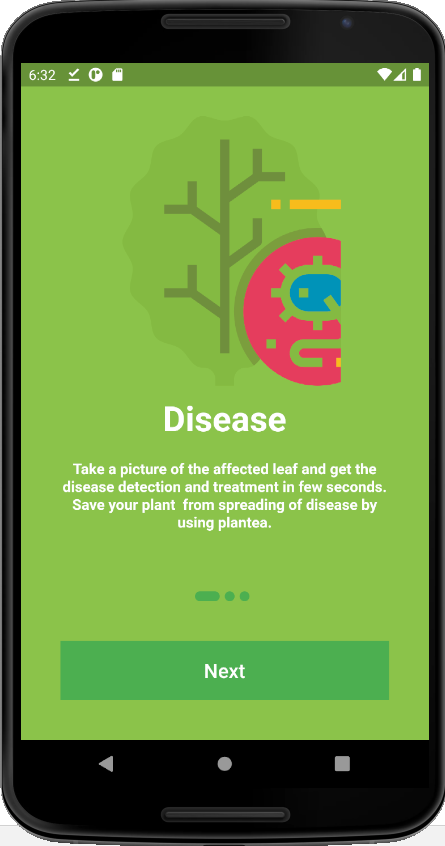 6:32
Disease
Take a picture of the affected leaf and get the
disease detection and treatment in few seconds.
Save your plant  from spreading of disease by
using plantea.
Next